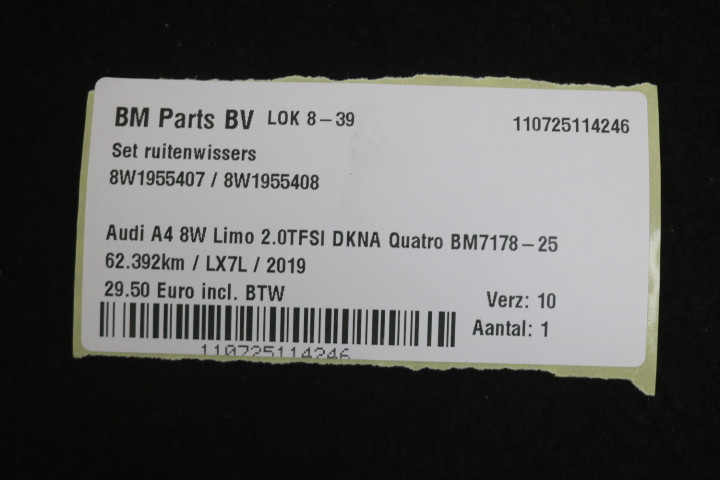 BM Parts BV LOK 8-39 110725114246
Set ruitenwissers
8W1955407 / 8W1955408
Audi A4 8W Limo 2.0TFSI DKNA Quatro BM7178-25
62.392km / LX7L / 2019
29.50 Euro incl. BTW
Verz: 10
Aantal: 1
110725114246